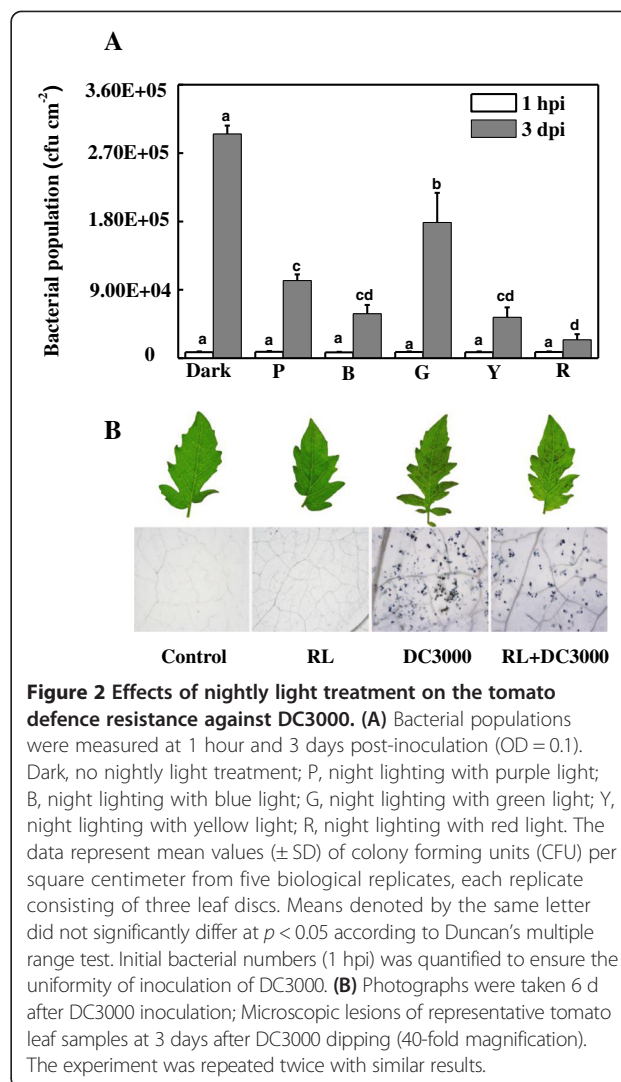 A
Bacterial population (cfu cm-2)
3.60E+05
2.70E+05
1.80E+05
9.00E+04
0
1 hpi
3 dpi
a
a
a
c
a
cd
a
b
a
cd
a
d
Dark P B G Y R
B
Control RL DC3000 RL+DC3000
Figure 2 Effects of nightly light treatment on the tomato
defence resistance against DC3000. (A) Bacterial populations
were measured at 1 hour and 3 days post-inoculation (OD = 0.1).
Dark, no nightly light treatment; P, night lighting with purple light;
B, night lighting with blue light; G, night lighting with green light; Y,
night lighting with yellow light; R, night lighting with red light. The
data represent mean values (± SD) of colony forming units (CFU) per
square centimeter from five biological replicates, each replicate
consisting of three leaf discs. Means denoted by the same letter
did not significantly differ at p < 0.05 according to Duncan's multiple
range test. Initial bacterial numbers (1 hpi) was quantified to ensure the
uniformity of inoculation of DC3000. (B) Photographs were taken 6 d
after DC3000 inoculation; Microscopic lesions of representative tomato
leaf samples at 3 days after DC3000 dipping (40-fold magnification).
The experiment was repeated twice with similar results.